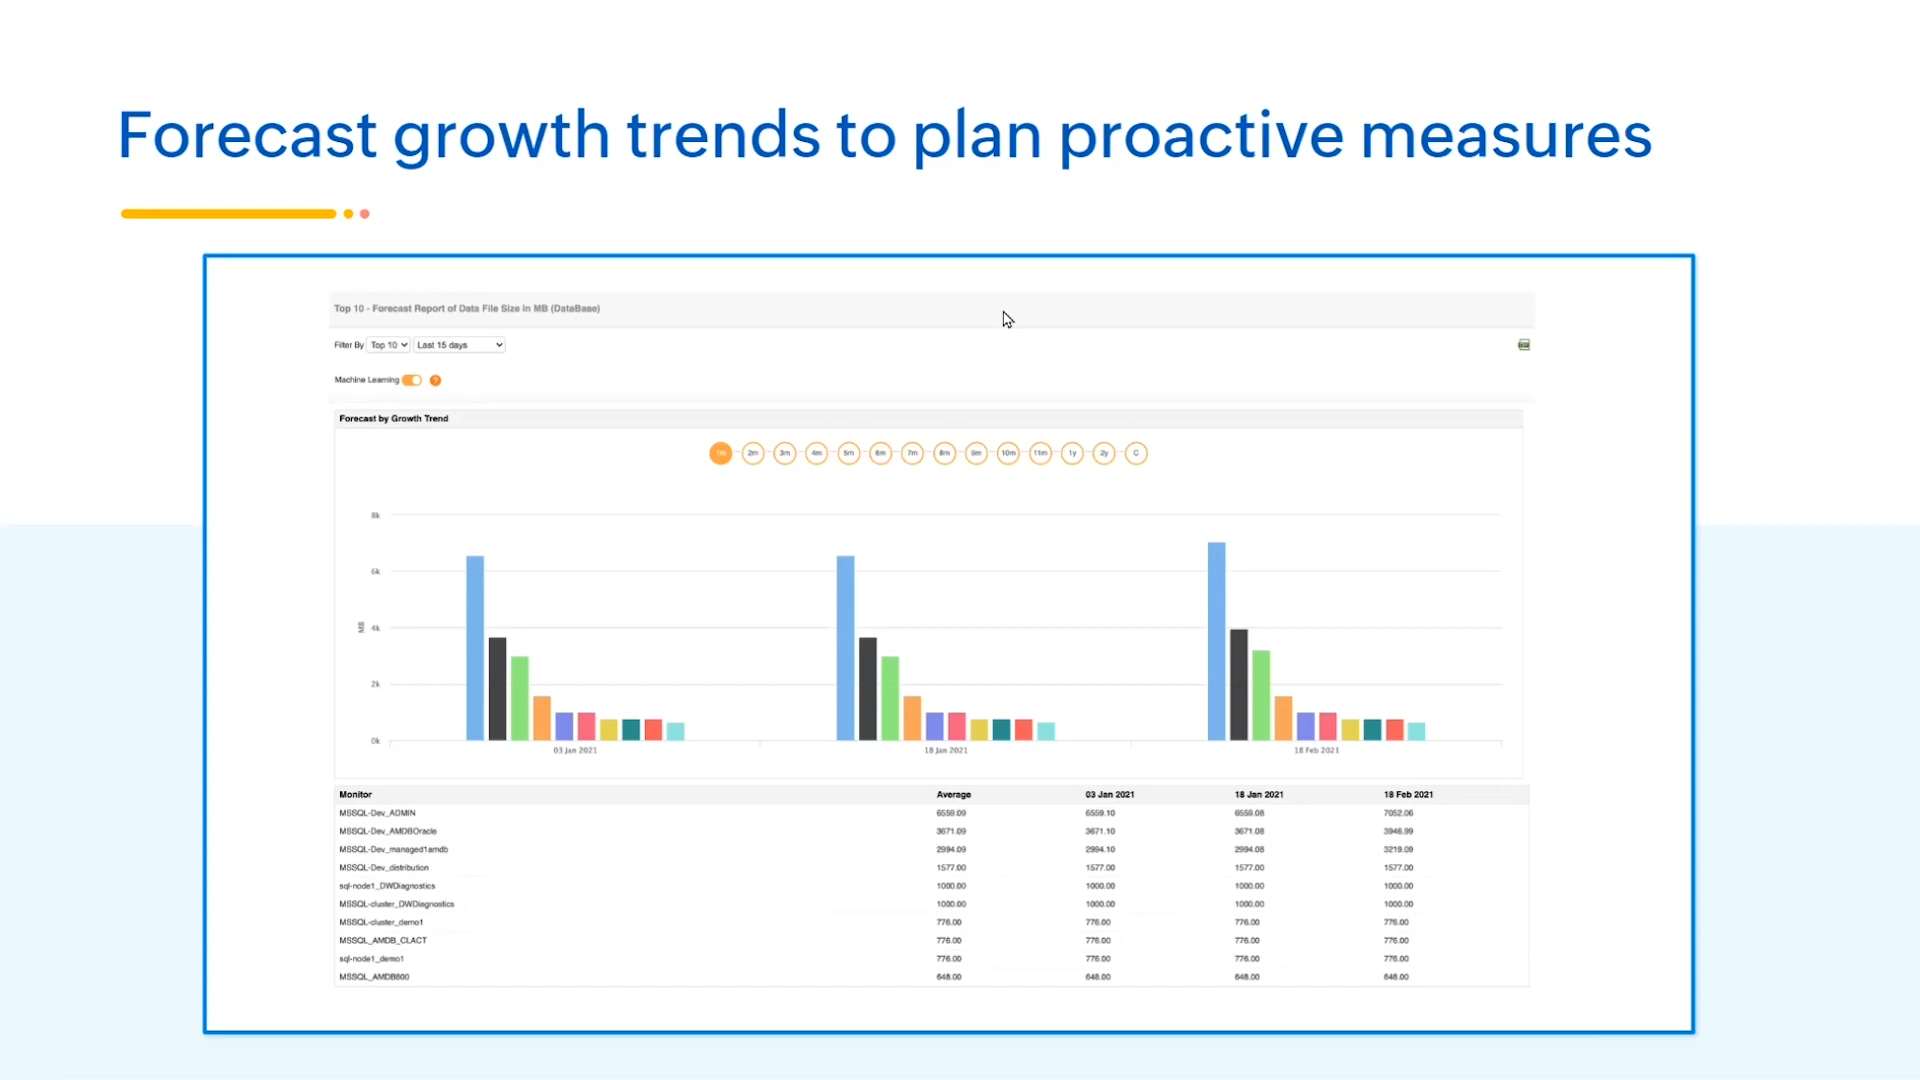 Forecast growth trends to plan proactive measures
Top 10 - Forecast Report of Data File Size in MB (DataBase)
Filter By Top 10 Last 15 days
Machine Learning ?
Forecast by Growth Trend
1m 2m 3m 4m 5m 6m 7m 8m 9m 10m 11m 1y 2y C
8k
6k
MB 4k
2k
0k
03 Jan 2021 18 Jan 2021 18 Feb 2021
Monitor Average 03 Jan 2021 18 Jan 2021 18 Feb 2021
MSSQL-Dev_ADMIN 6559.09 6559.10 6559.08 7052.06
MSSQL-Dev_AMDBOracle 3671.09 3671.10 3671.08 3946.99
MSSQL-Dev_managed1amdb 2994.09 2994.10 2994.08 3219.09
MSSQL-Dev_distribution 1577.00 1577.00 1577.00 1577.00
sql-node1_DWDiagnostics 1000.00 1000.00 1000.00 1000.00
MSSQL-cluster_DWDiagnostics 1000.00 1000.00 1000.00 1000.00
MSSQL-cluster_demo1 776.00 776.00 776.00 776.00
MSSQL_AMDB_CLACT 776.00 776.00 776.00 776.00
sql-node1_demo1 776.00 776.00 776.00 776.00
MSSQL_AMDB800 648.00 648.00 648.00 648.00